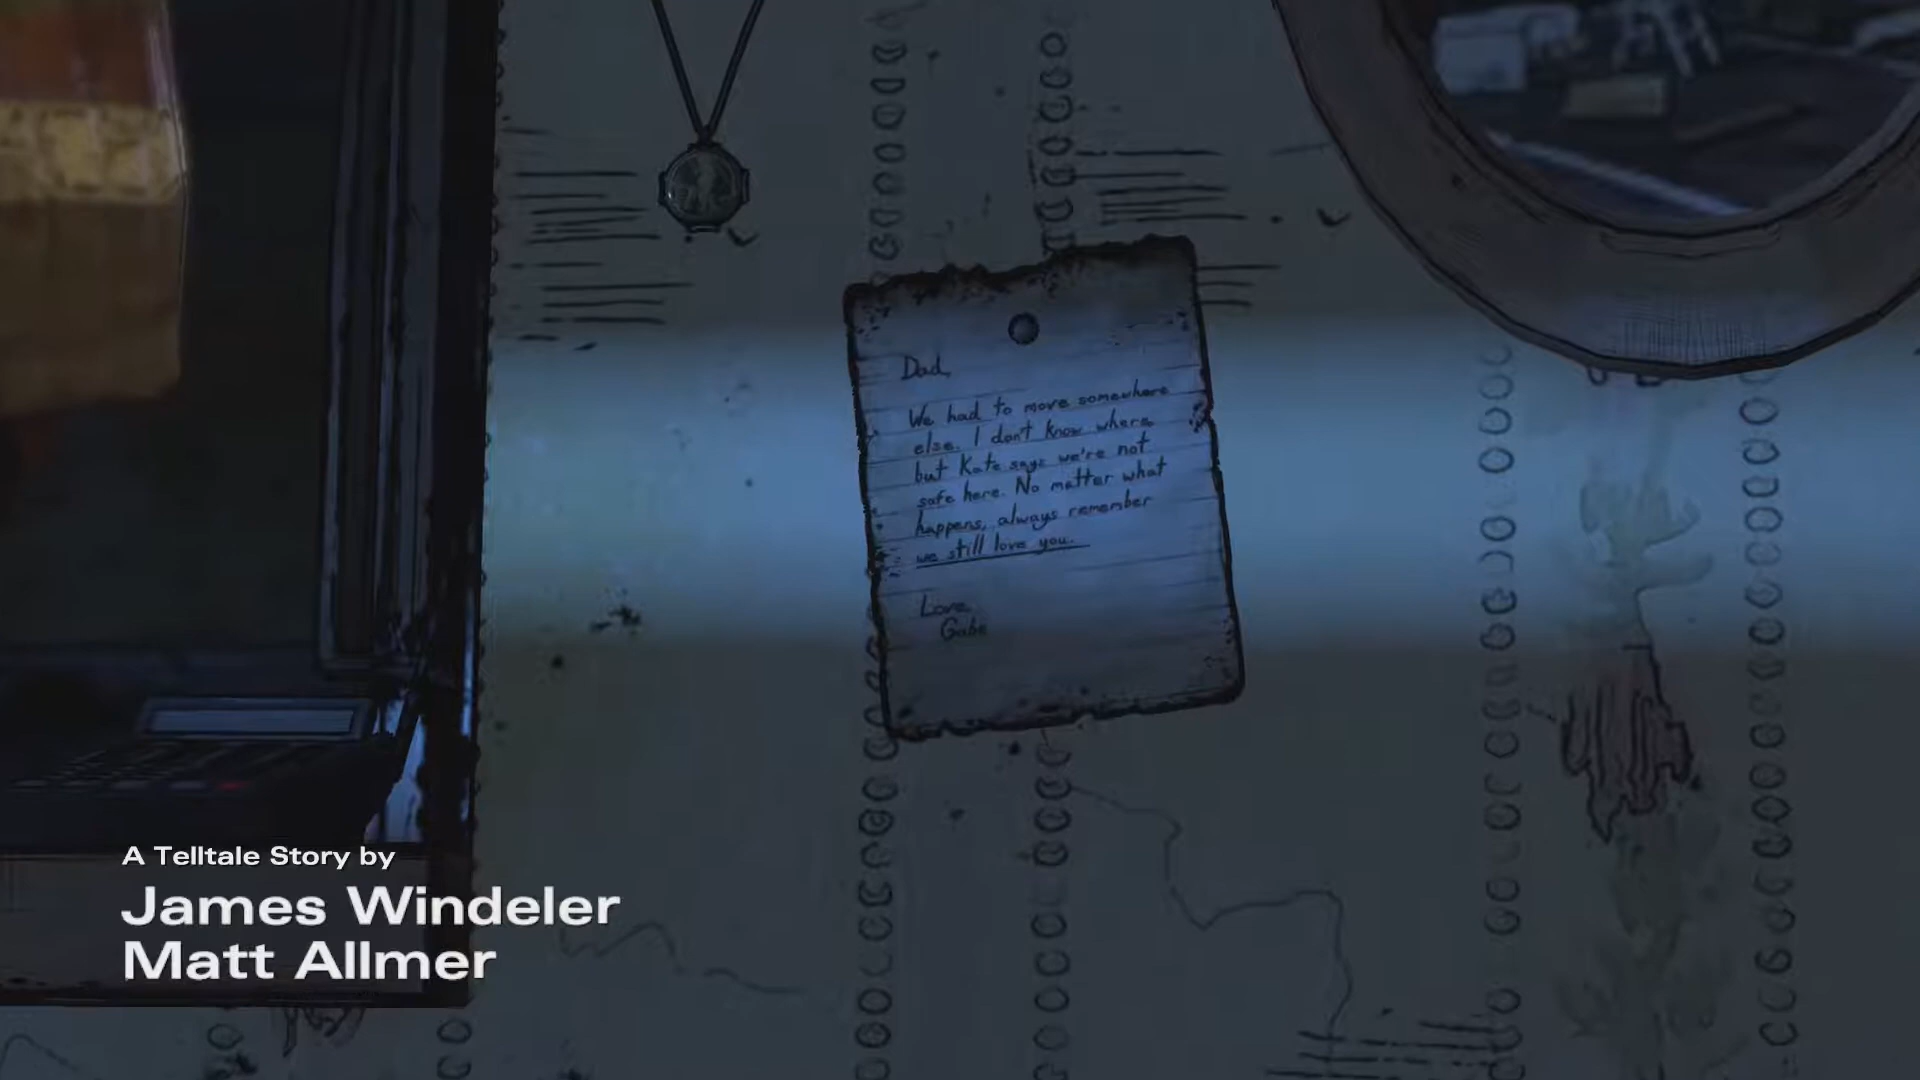 Dad,
We had to move somewhere
else. I don't know where
but Kate says we're not
safe here. No matter what
happens, always remember
we still love you.
Love,
Gabe
A Telltale Story by
James Windeler
Matt Allmer